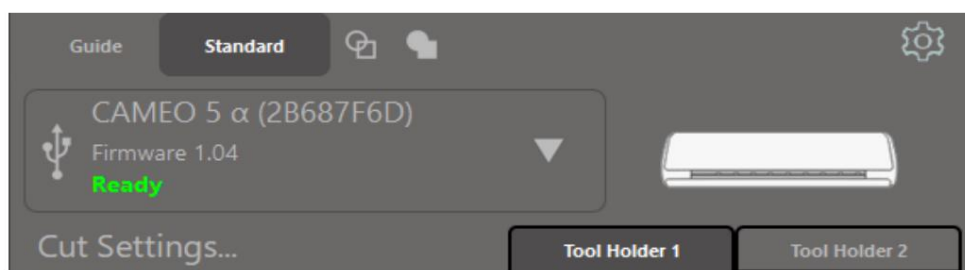 Guide Standard
CAMEO 5 α (2B687F6D)
Firmware 1.04
Ready
Cut Settings... Tool Holder 1 Tool Holder 2